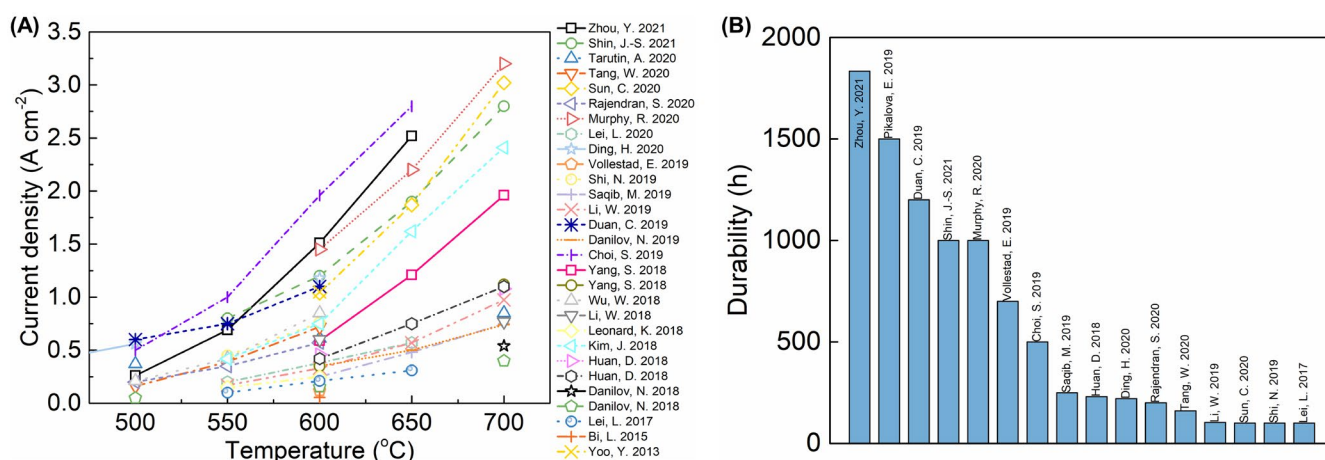 (A)
3.5
3.0
2.5
2.0
1.5
1.0
0.5
0.0
Current density (A cm⁻²)
500
550
600
650
700
Temperature (°C)
Zhou, Y. 2021
Shin, J.-S. 2021
Tarutin, A. 2020
Tang, W. 2020
Sun, C. 2020
Rajendran, S. 2020
Murphy, R. 2020
Lei, L. 2020
Ding, H. 2020
Vollestad, E. 2019
Shi, N. 2019
Saqib, M. 2019
Li, W. 2019
Duan, C. 2019
Danilov, N. 2019
Choi, S. 2019
Yang, S. 2018
Yang, S. 2018
Wu, W. 2018
Li, W. 2018
Leonard, K. 2018
Kim, J. 2018
Huan, D. 2018
Huan, D. 2018
Danilov, N. 2018
Danilov, N. 2018
Lei, L. 2017
Bi, L. 2015
Yoo, Y. 2013
(B)
2000
1500
1000
500
0
Durability (h)
Zhou, Y. 2021
Pikalova, E. 2019
Duan, C. 2019
Shin, J.-S. 2021
Murphy, R. 2020
Vollestad, E. 2019
Choi, S. 2019
Saqib, M. 2019
Huan, D. 2018
Ding, H. 2020
Rajendran, S. 2020
Tang, W. 2020
Li, W. 2019
Sun, C. 2020
Shi, N. 2019
Lei, L. 2017